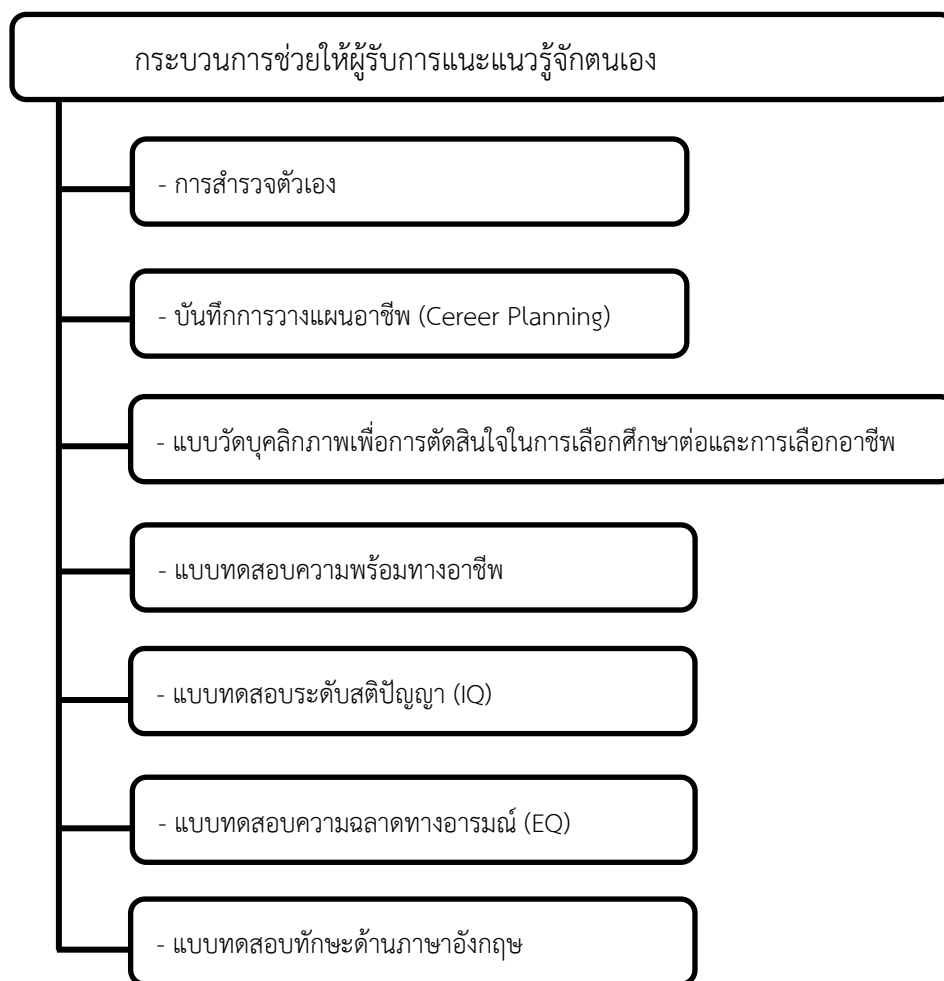 กระบวนการช่วยให้ผู้รับการแนะแนวรู้จักตนเอง
- การสำรวจตัวเอง
- บันทึกการวางแผนอาชีพ (Cereer Planning)
- แบบวัดบุคลิกภาพเพื่อการตัดสินใจในการเลือกศึกษาต่อและการเลือกอาชีพ
- แบบทดสอบความพร้อมทางอาชีพ
- แบบทดสอบระดับสติปัญญา (IQ)
- แบบทดสอบความฉลาดทางอารมณ์ (EQ)
- แบบทดสอบทักษะด้านภาษาอังกฤษ